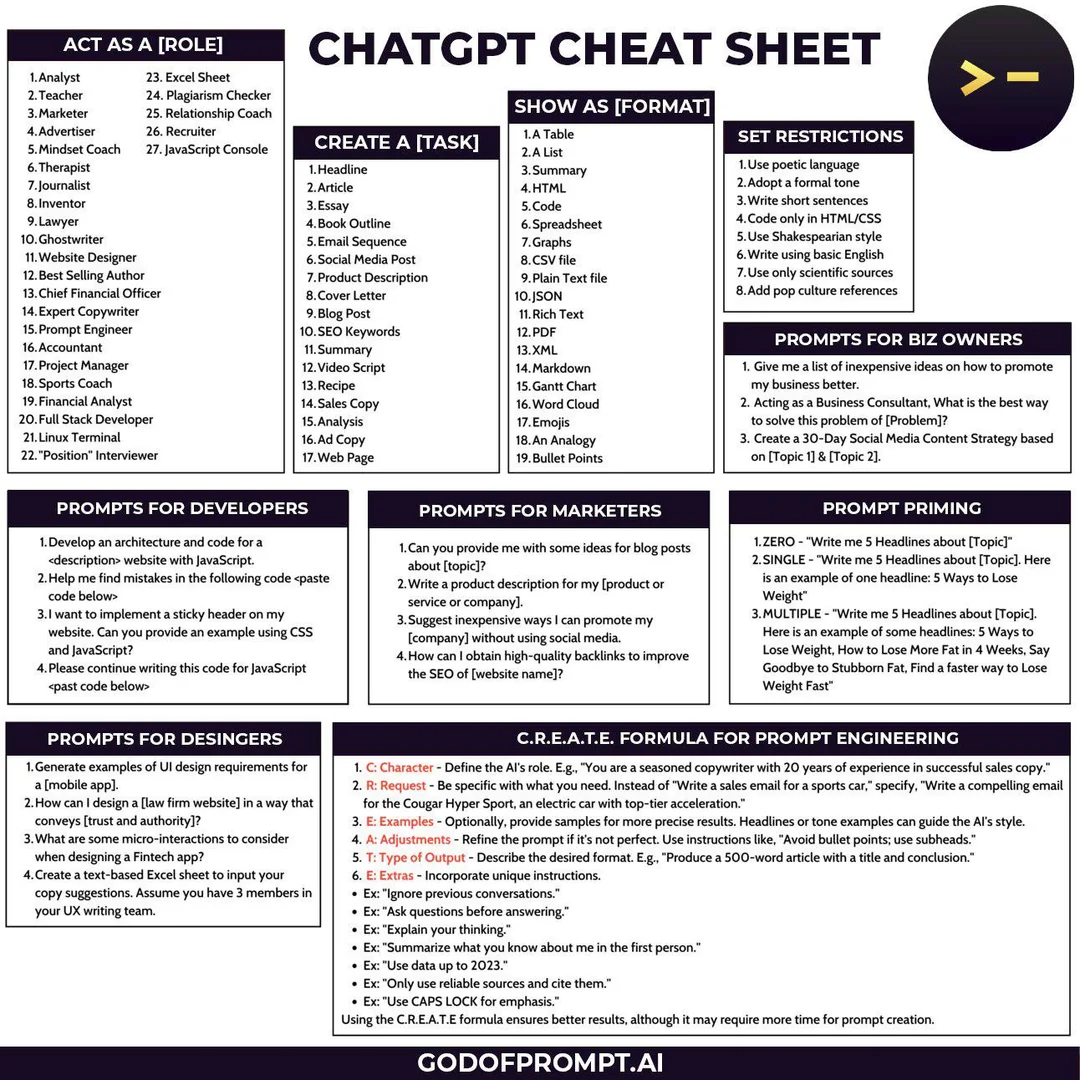 CHATGPT CHEAT SHEET
ACT AS A [ROLE]
1. Analyst
2. Teacher
3. Marketer
4. Advertiser
5. Mindset Coach
6. Therapist
7. Journalist
8. Inventor
9. Lawyer
10. Ghostwriter
11. Website Designer
12. Best Selling Author
13. Chief Financial Officer
14. Expert Copywriter
15. Prompt Engineer
16. Accountant
17. Project Manager
18. Sports Coach
19. Financial Analyst
20. Full Stack Developer
21. Linux Terminal
22. "Position" Interviewer
23. Excel Sheet
24. Plagiarism Checker
25. Relationship Coach
26. Recruiter
27. JavaScript Console
CREATE A [TASK]
1. Headline
2. Article
3. Essay
4. Book Outline
5. Email Sequence
6. Social Media Post
7. Product Description
8. Cover Letter
9. Blog Post
10. SEO Keywords
11. Summary
12. Video Script
13. Recipe
14. Sales Copy
15. Analysis
16. Ad Copy
17. Web Page
SHOW AS [FORMAT]
1. A Table
2. A List
3. Summary
4. HTML
5. Code
6. Spreadsheet
7. Graphs
8. CSV file
9. Plain Text file
10. JSON
11. Rich Text
12. PDF
13. XML
14. Markdown
15. Gantt Chart
16. Word Cloud
17. Emojis
18. An Analogy
19. Bullet Points
SET RESTRICTIONS
1. Use poetic language
2. Adopt a formal tone
3. Write short sentences
4. Code only in HTML/CSS
5. Use Shakespearian style
6. Write using basic English
7. Use only scientific sources
8. Add pop culture references
PROMPTS FOR BIZ OWNERS
1. Give me a list of inexpensive ideas on how to promote
my business better.
2. Acting as a Business Consultant, What is the best way
to solve this problem of [Problem]?
3. Create a 30-Day Social Media Content Strategy based
on [Topic 1] & [Topic 2].
PROMPTS FOR DEVELOPERS
1. Develop an architecture and code for a
<description> website with JavaScript.
2. Help me find mistakes in the following code <paste
code below>
3. I want to implement a sticky header on my
website. Can you provide an example using CSS
and JavaScript?
4. Please continue writing this code for JavaScript
<past code below>
PROMPTS FOR MARKETERS
1. Can you provide me with some ideas for blog posts
about [topic]?
2. Write a product description for my [product or
service or company].
3. Suggest inexpensive ways I can promote my
[company] without using social media.
4. How can I obtain high-quality backlinks to improve
the SEO of [website name]?
PROMPT PRIMING
1. ZERO - "Write me 5 Headlines about [Topic]"
2. SINGLE - "Write me 5 Headlines about [Topic]. Here
is an example of one headline: 5 Ways to Lose
Weight"
3. MULTIPLE - "Write me 5 Headlines about [Topic].
Here is an example of some headlines: 5 Ways to
Lose Weight, How to Lose More Fat in 4 Weeks, Say
Goodbye to Stubborn Fat, Find a faster way to Lose
Weight Fast"
PROMPTS FOR DESINGERS
1. Generate examples of UI design requirements for
a [mobile app].
2. How can I design a [law firm website] in a way that
conveys [trust and authority]?
3. What are some micro-interactions to consider
when designing a Fintech app?
4. Create a text-based Excel sheet to input your
copy suggestions. Assume you have 3 members in
your UX writing team.
C.R.E.A.T.E. FORMULA FOR PROMPT ENGINEERING
1. C: Character - Define the AI's role. E.g., "You are a seasoned copywriter with 20 years of experience in successful sales copy."
2. R: Request - Be specific with what you need. Instead of "Write a sales email for a sports car," specify, "Write a compelling email
for the Cougar Hyper Sport, an electric car with top-tier acceleration."
3. E: Examples - Optionally, provide samples for more precise results. Headlines or tone examples can guide the AI's style.
4. A: Adjustments - Refine the prompt if it's not perfect. Use instructions like, "Avoid bullet points; use subheads."
5. T: Type of Output - Describe the desired format. E.g., "Produce a 500-word article with a title and conclusion."
6. E: Extras - Incorporate unique instructions.
• Ex: "Ignore previous conversations."
• Ex: "Ask questions before answering."
• Ex: "Explain your thinking."
• Ex: "Summarize what you know about me in the first person."
• Ex: "Use data up to 2023."
• Ex: "Only use reliable sources and cite them."
• Ex: "Use CAPS LOCK for emphasis."
Using the C.R.E.A.T.E formula ensures better results, although it may require more time for prompt creation.
GODOFPROMPT.AI